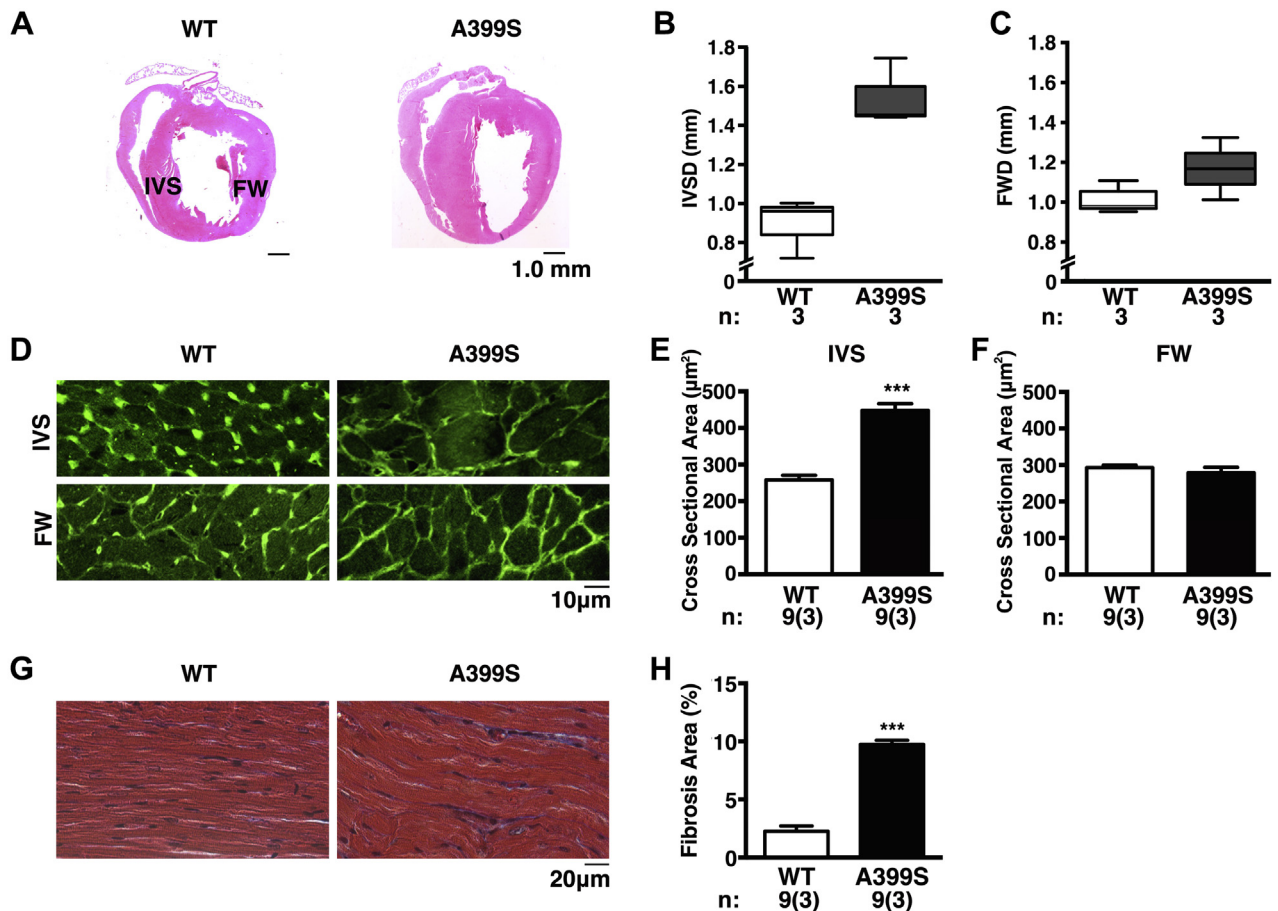 A
WT
A399S
IVS
FW
1.0 mm
B
IVSD (mm)
1.8
1.6
1.4
1.2
1.0
0.8
0
WT
A399S
n:
3
3
C
FWD (mm)
1.8
1.6
1.4
1.2
1.0
0.8
0
WT
A399S
n:
3
3
D
WT
A399S
IVS
FW
10μm
E
IVS
Cross Sectional Area (μm²)
500
400
300
200
100
0
***
WT
A399S
n:
9(3)
9(3)
F
FW
Cross Sectional Area (μm²)
500
400
300
200
100
0
WT
A399S
n:
9(3)
9(3)
G
WT
A399S
20μm
H
Fibrosis Area (%)
15
10
5
0
***
WT
A399S
n:
9(3)
9(3)